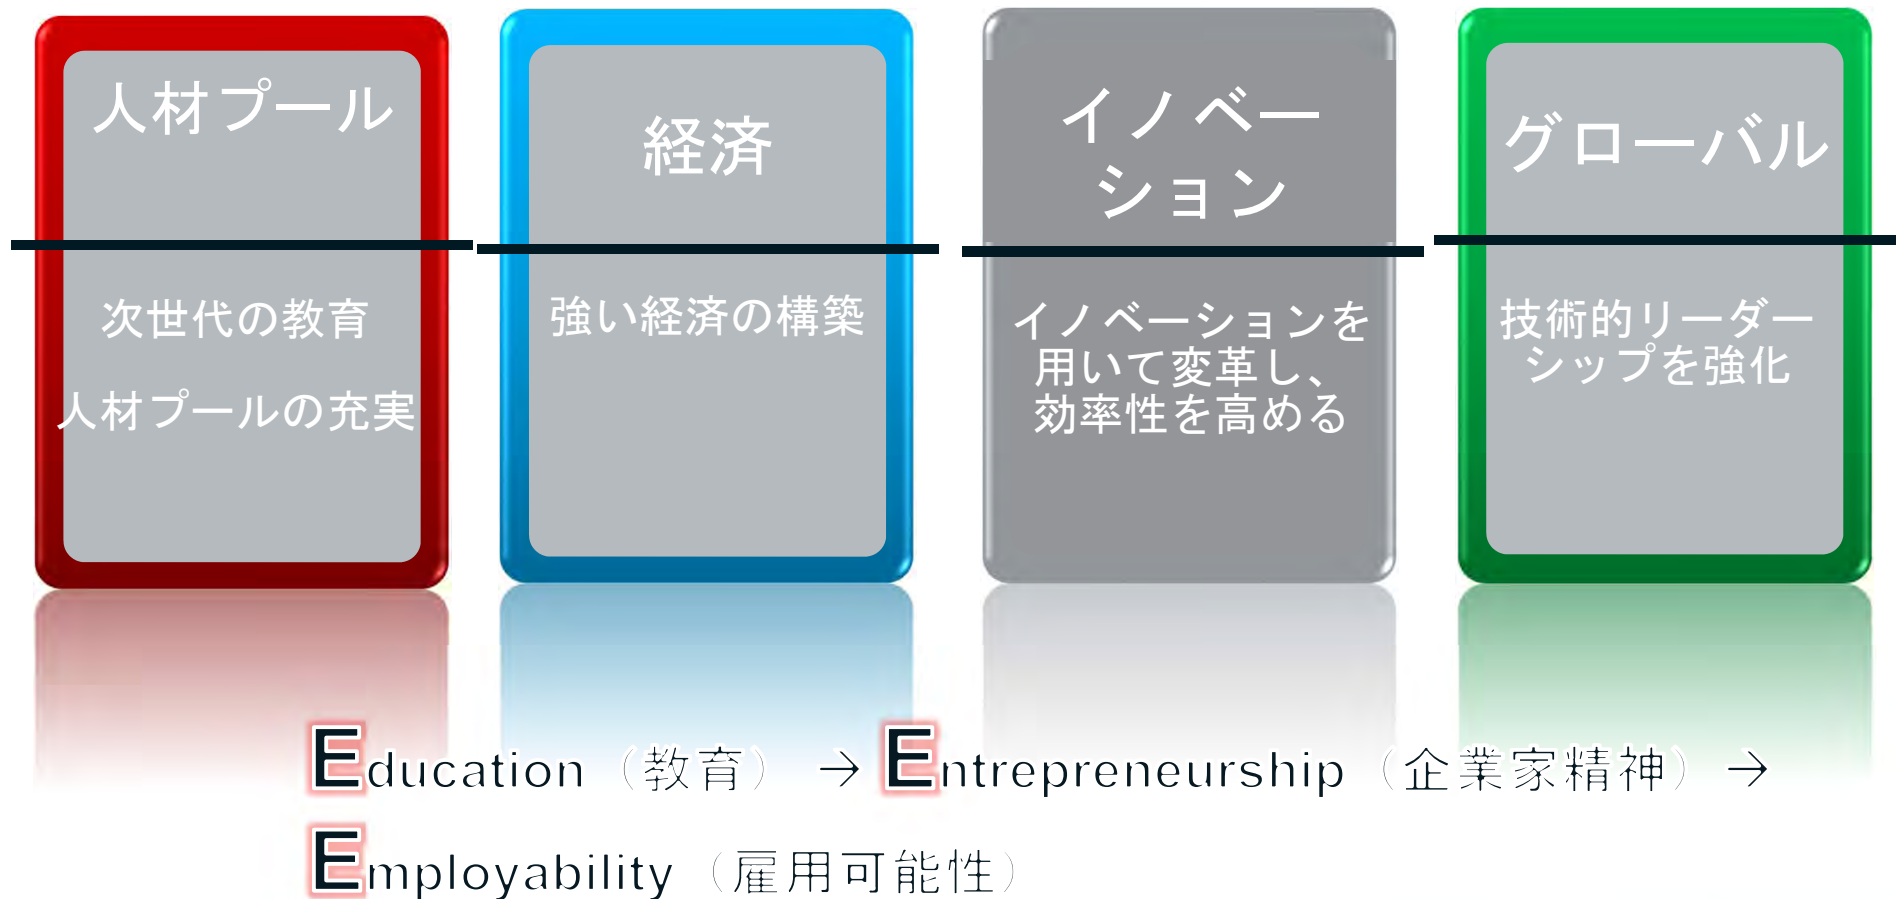 人材プール
次世代の教育
人材プールの充実
経済
強い経済の構築
イノベー
ション
イノベーションを
用いて変革し、
効率性を高める
グローバル
技術的リーダー
シップを強化
Education（教育） → Entrepreneurship（企業家精神） →
Employability（雇用可能性）